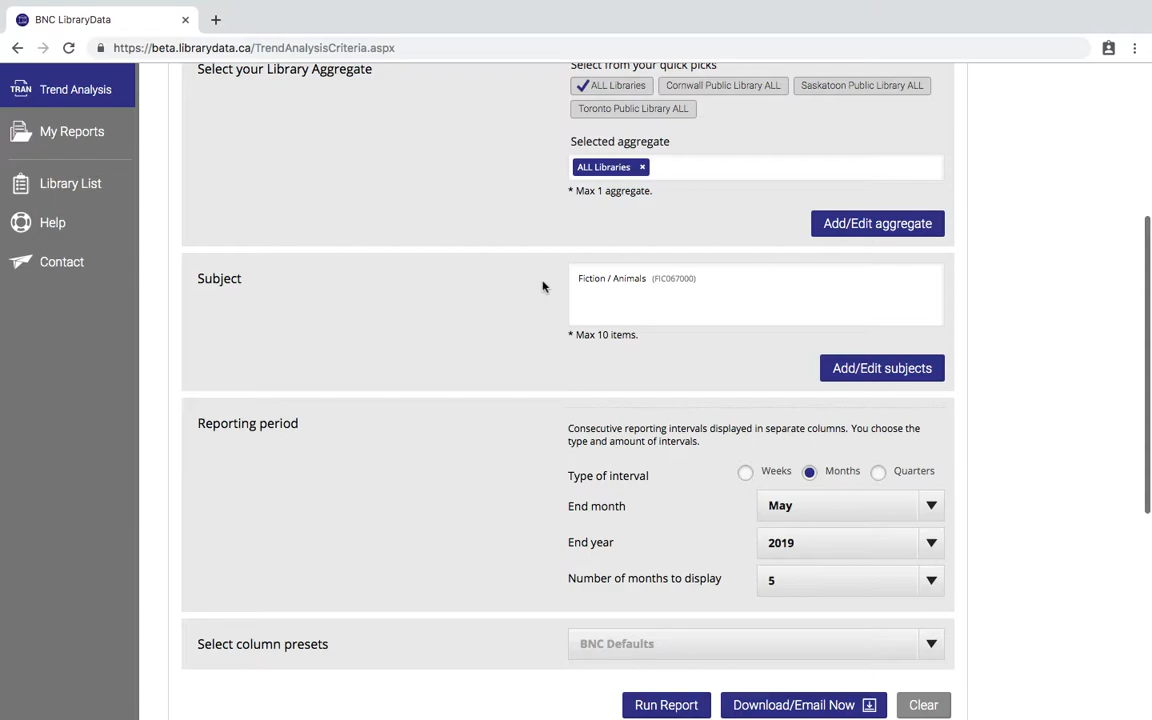 BNC LibraryData
https://beta.librarydata.ca/TrendAnalysisCriteria.aspx
TRAN Trend Analysis
My Reports
Library List
Help
Contact
Select your Library Aggregate
Select from your quick picks
ALL Libraries
Cornwall Public Library ALL
Saskatoon Public Library ALL
Toronto Public Library ALL
Selected aggregate
ALL Libraries ×
* Max 1 aggregate.
Add/Edit aggregate
Subject
Fiction / Animals (FIC067000)
* Max 10 items.
Add/Edit subjects
Reporting period
Consecutive reporting intervals displayed in separate columns. You choose the
type and amount of intervals.
Type of interval
Weeks
Months
Quarters
End month
May
End year
2019
Number of months to display
5
Select column presets
BNC Defaults
Run Report
Download/Email Now
Clear